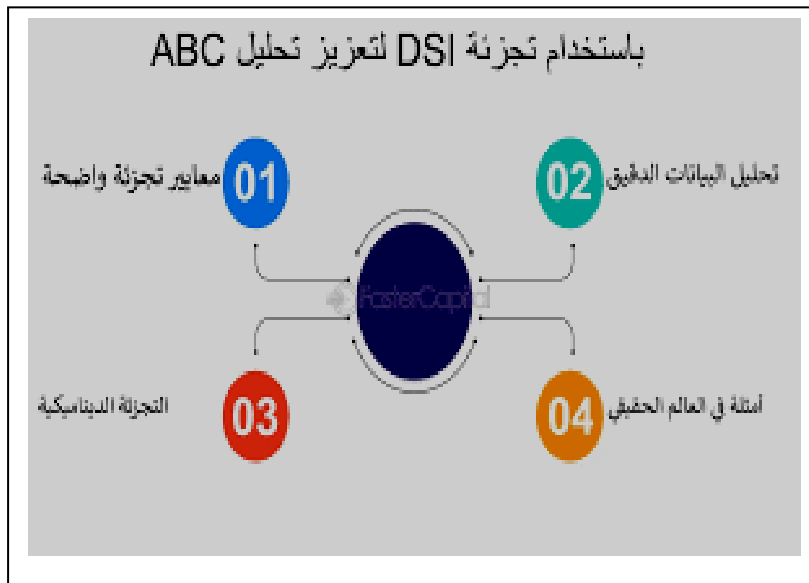 باستخدام تجزئة DSI لتعزيز تحليل ABC
01 معايير تجزئة واضحة
02 تحليل البيانات الدقيق
FasterCapital
03 التجزئة الديناميكية
04 أمثلة في العالم الحقيقي